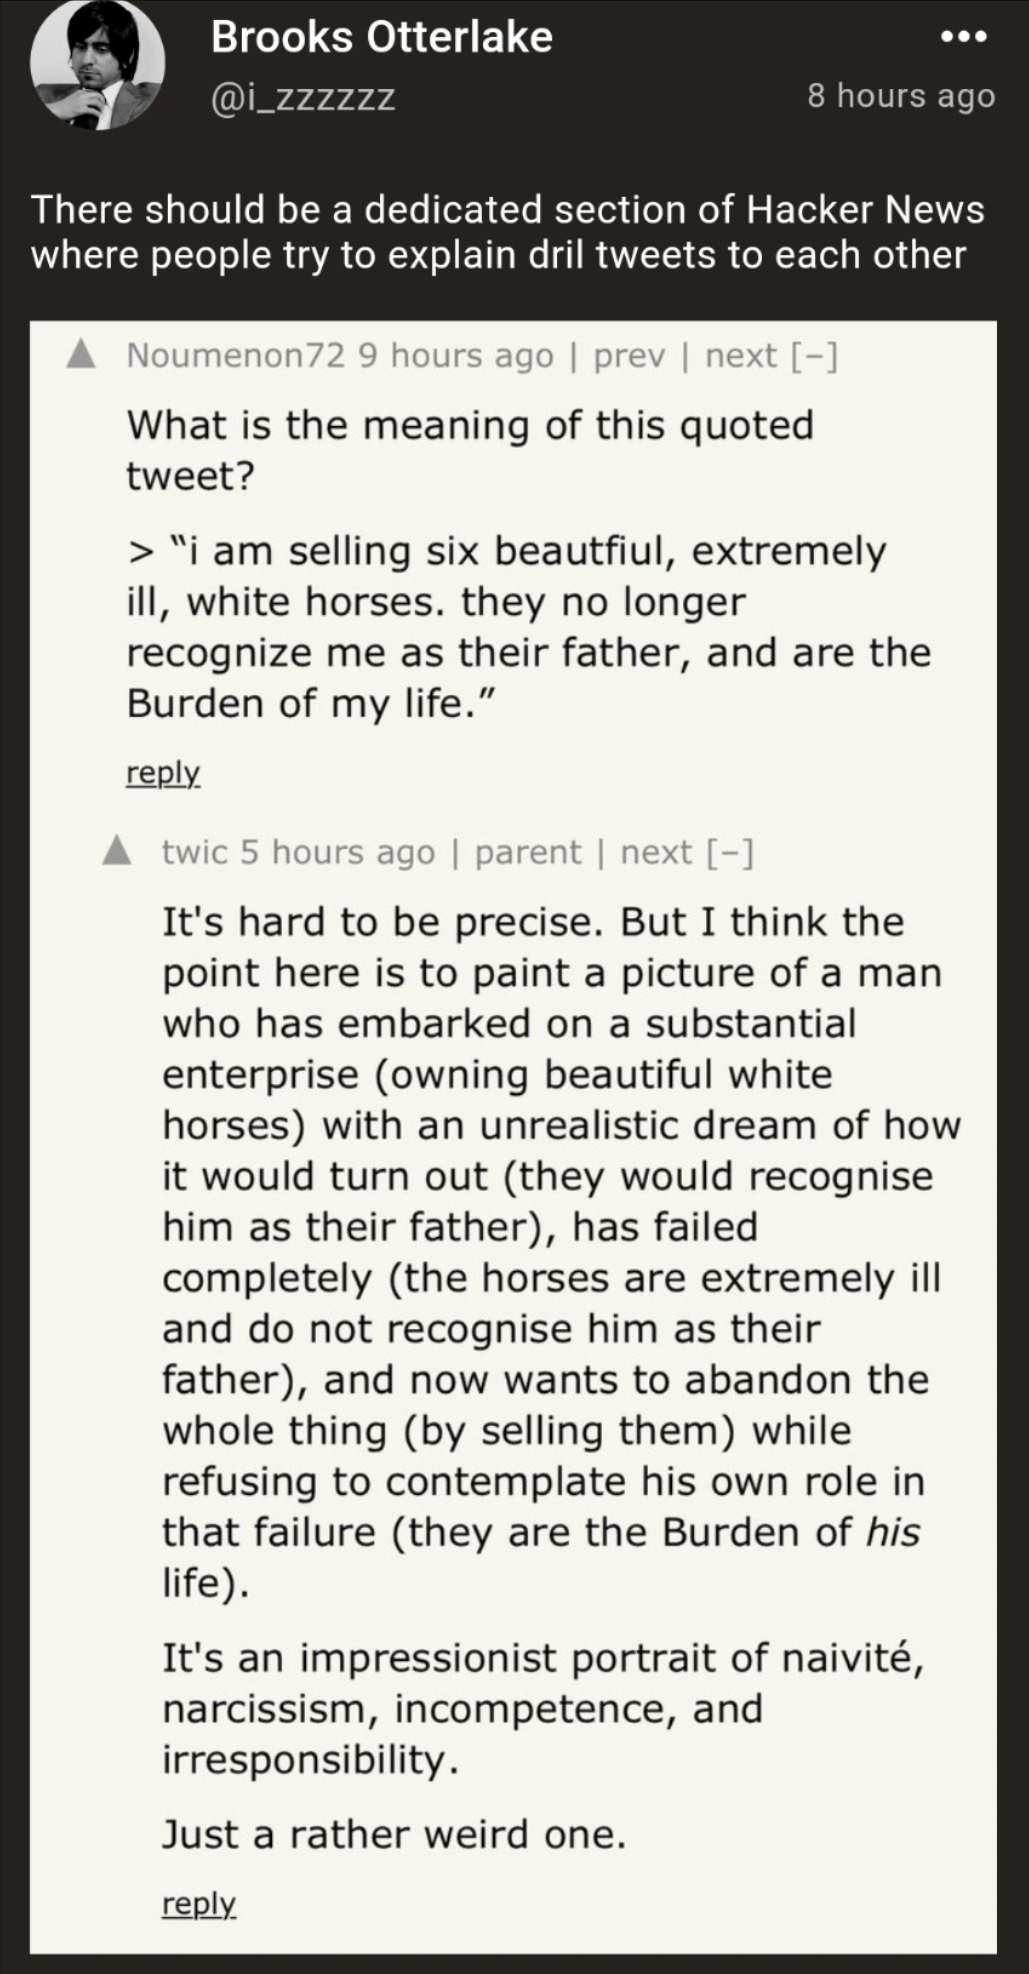 Brooks Otterlake
@i_zzzzzz
8 hours ago
There should be a dedicated section of Hacker News
where people try to explain dril tweets to each other
▲ Noumenon72 9 hours ago | prev | next [–]
What is the meaning of this quoted
tweet?
> “i am selling six beautfiul, extremely
ill, white horses. they no longer
recognize me as their father, and are the
Burden of my life.”
reply
▲ twic 5 hours ago | parent | next [–]
It's hard to be precise. But I think the
point here is to paint a picture of a man
who has embarked on a substantial
enterprise (owning beautiful white
horses) with an unrealistic dream of how
it would turn out (they would recognise
him as their father), has failed
completely (the horses are extremely ill
and do not recognise him as their
father), and now wants to abandon the
whole thing (by selling them) while
refusing to contemplate his own role in
that failure (they are the Burden of his
life).
It's an impressionist portrait of naivité,
narcissism, incompetence, and
irresponsibility.
Just a rather weird one.
reply